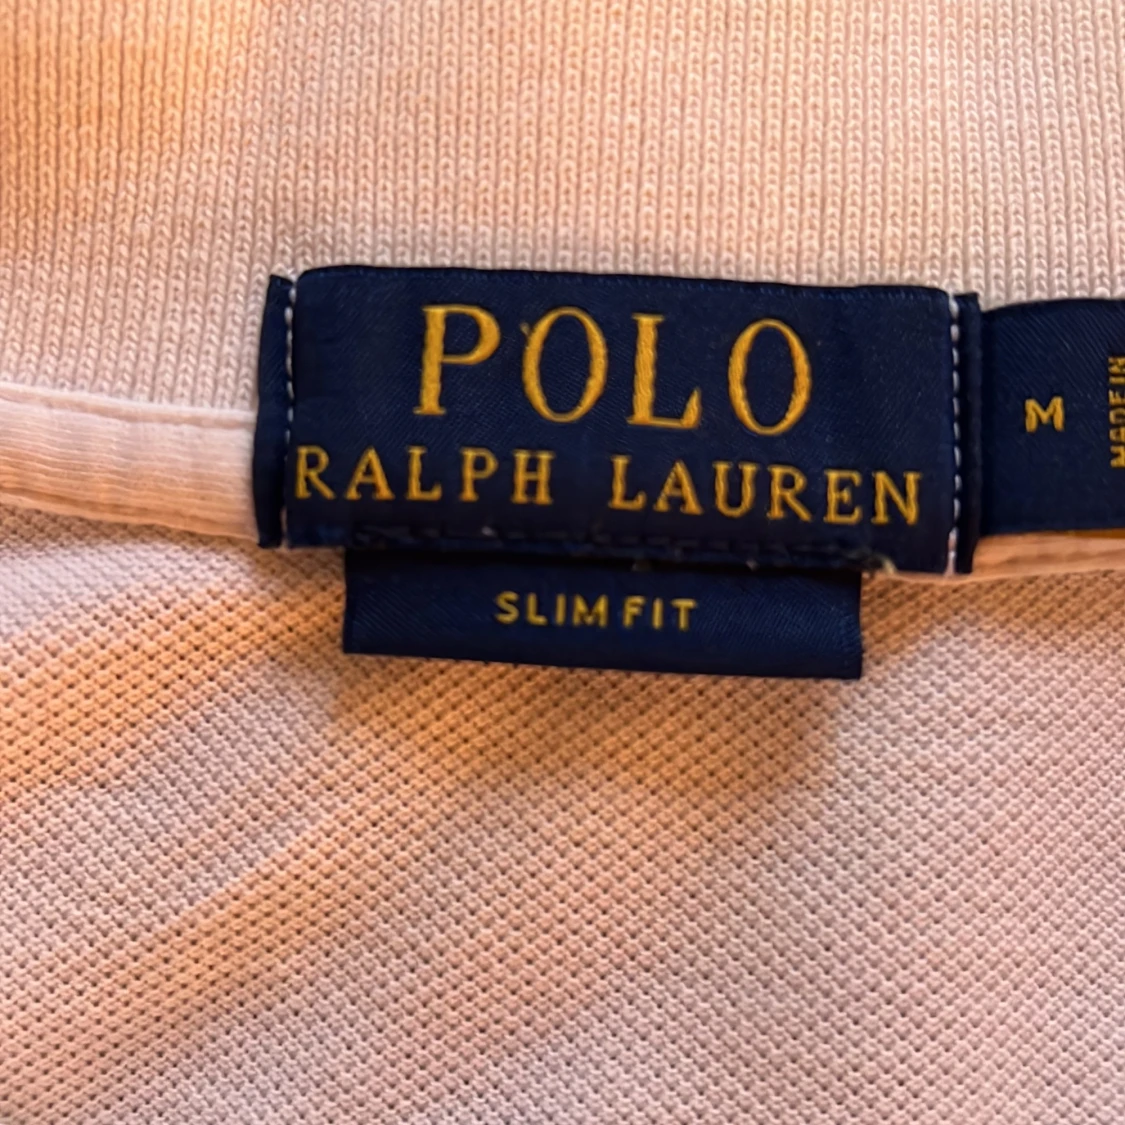 POLO
RALPH LAUREN
SLIM FIT
M
MADE IN